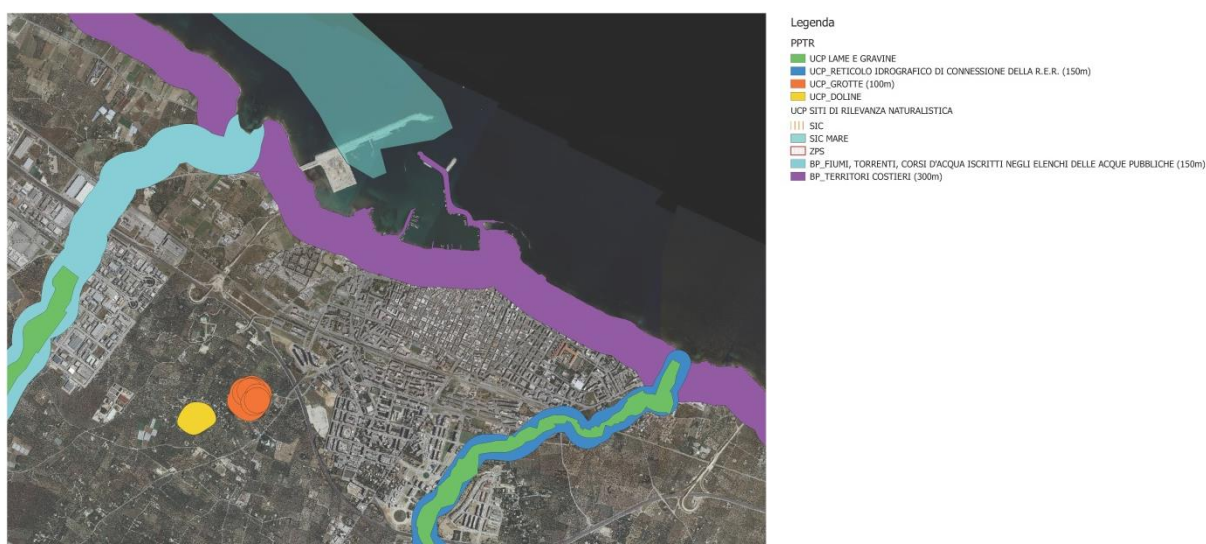 Legenda
PPTR
UCP LAME E GRAVINE
UCP_RETICOLO IDROGRAFICO DI CONNESSIONE DELLA R.E.R. (150m)
UCP_GROTTE (100m)
UCP_DOLINE
UCP SITI DI RILEVANZA NATURALISTICA
SIC
SIC MARE
ZPS
BP_FIUMI, TORRENTI, CORSI D'ACQUA ISCRITTI NEGLI ELENCHI DELLE ACQUE PUBBLICHE (150m)
BP_TERRITORI COSTIERI (300m)